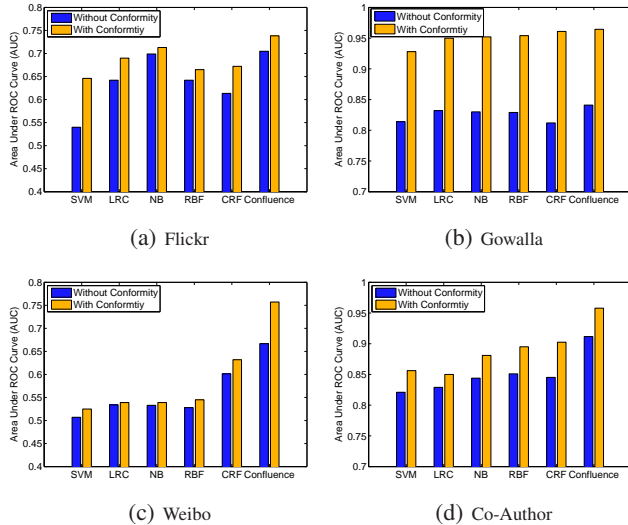 0.8
0.75
0.7
0.65
0.6
0.55
0.5
0.45
0.4
Area Under ROC Curve (AUC)
Without Conformity
With Conformtiy
SVM LRC NB RBF CRF Confluence
(a) Flickr
1
0.95
0.9
0.85
0.8
0.75
0.7
Area Under ROC Curve (AUC)
Without Conformity
With Conformtiy
SVM LRC NB RBF CRF Confluence
(b) Gowalla
0.8
0.75
0.7
0.65
0.6
0.55
0.5
0.45
0.4
Area Under ROC Curve (AUC)
Without Conformity
With Conformtiy
SVM LRC NB RBF CRF Confluence
(c) Weibo
1
0.95
0.9
0.85
0.8
0.75
0.7
Area Under ROC Curve (AUC)
Without Conformity
With Conformtiy
SVM LRC NB RBF CRF Confluence
(d) Co-Author